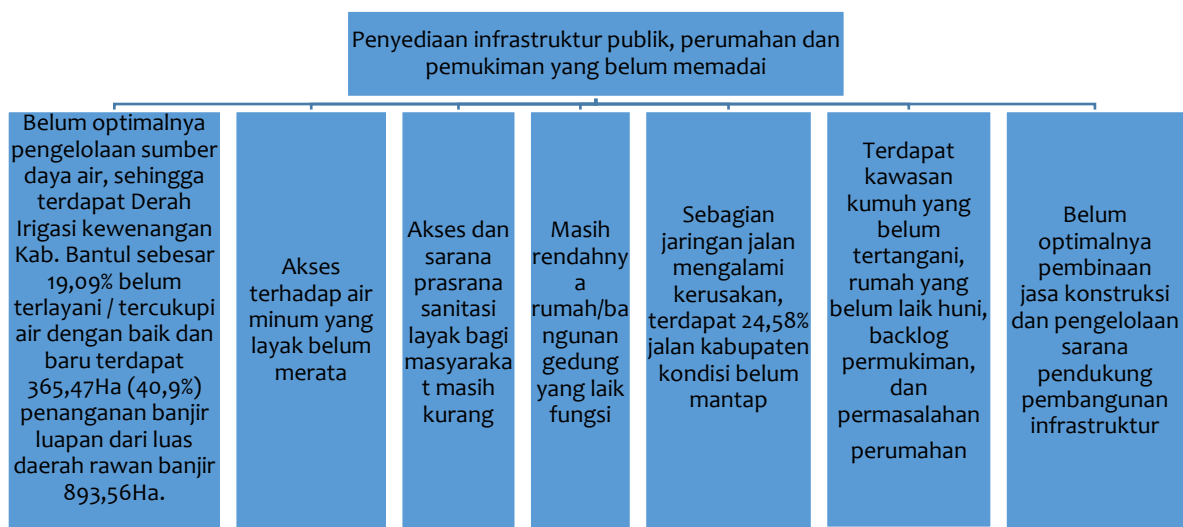 Penyediaan infrastruktur publik, perumahan dan
pemukiman yang belum memadai
Belum optimalnya
pengelolaan sumber
daya air, sehingga
terdapat Derah
Irigasi kewenangan
Kab. Bantul sebesar
19,09% belum
terlayani / tercukupi
air dengan baik dan
baru terdapat
365,47Ha (40,9%)
penanganan banjir
luapan dari luas
daerah rawan banjir
893,56Ha.
Akses
terhadap air
minum yang
layak belum
merata
Akses dan
sarana
prasrana
sanitasi
layak bagi
masyaraka
t masih
kurang
Masih
rendahny
a
rumah/ba
ngunan
gedung
yang laik
fungsi
Sebagian
jaringan jalan
mengalami
kerusakan,
terdapat 24,58%
jalan kabupaten
kondisi belum
mantap
Terdapat
kawasan
kumuh yang
belum
tertangani,
rumah yang
belum laik huni,
backlog
permukiman,
dan
permasalahan
perumahan
Belum
optimalnya
pembinaan
jasa konstruksi
dan pengelolaan
sarana
pendukung
pembangunan
infrastruktur